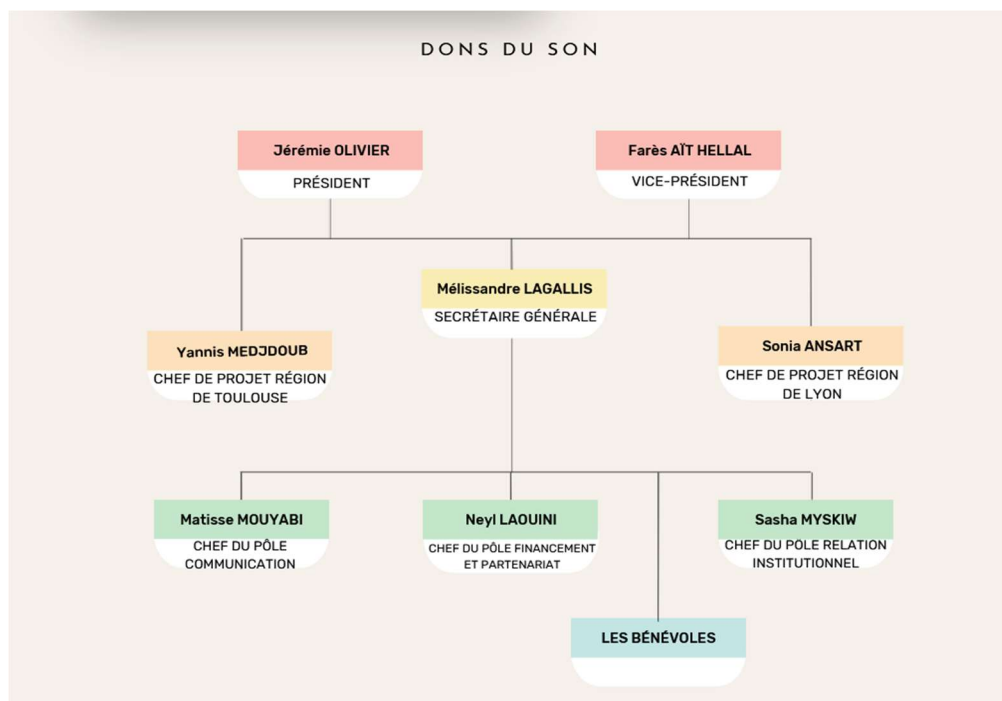 DONS DU SON
Jérémie OLIVIER
PRÉSIDENT
Farès AÏT HELLAL
VICE-PRÉSIDENT
Mélissandre LAGALLIS
SECRÉTAIRE GÉNÉRALE
Yannis MEDJDOUB
CHEF DE PROJET RÉGION
DE TOULOUSE
Sonia ANSART
CHEF DE PROJET RÉGION
DE LYON
Matisse MOUYABI
CHEF DU PÔLE
COMMUNICATION
Neyl LAOUINI
CHEF DU PÔLE FINANCEMENT
ET PARTENARIAT
Sasha MYSKIW
CHEF DU POLE RELATION
INSTITUTIONNEL
LES BÉNÉVOLES